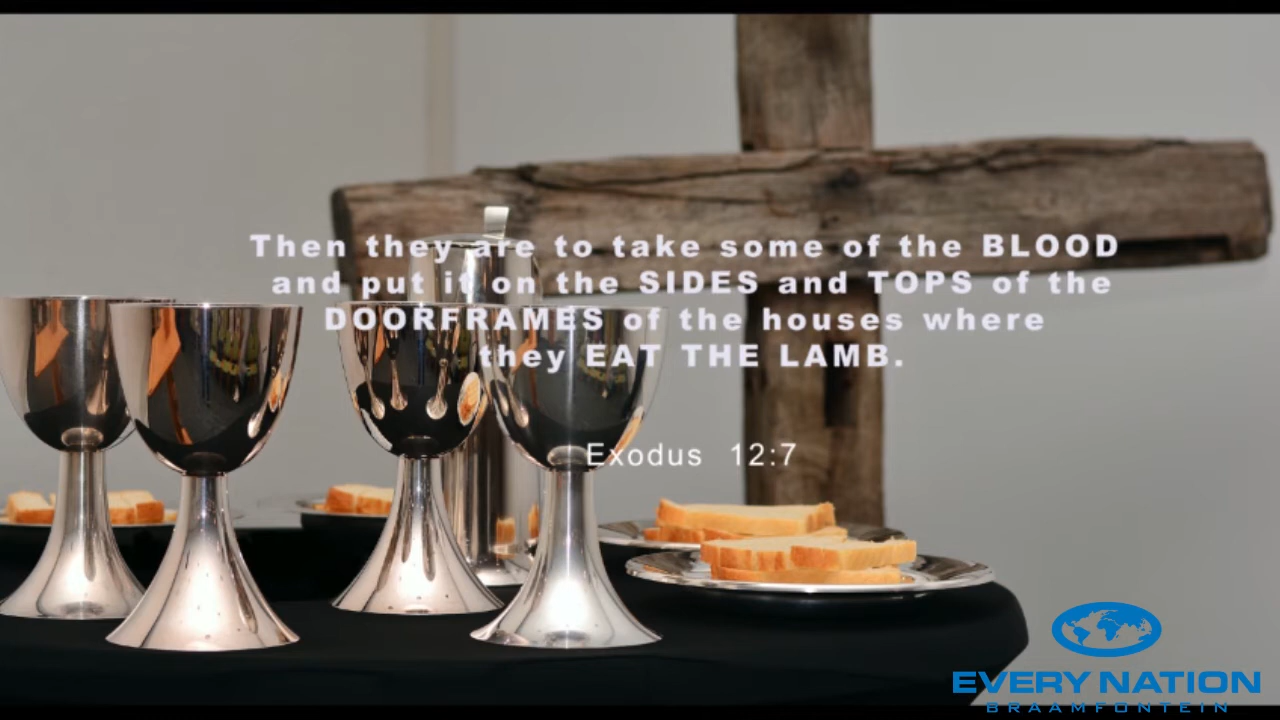 Then they are to take some of the BLOOD
and put it on the SIDES and TOPS of the
DOORFRAMES of the houses where
they EAT THE LAMB.
Exodus 12:7
EVERY NATION
BRAAMFONTEIN